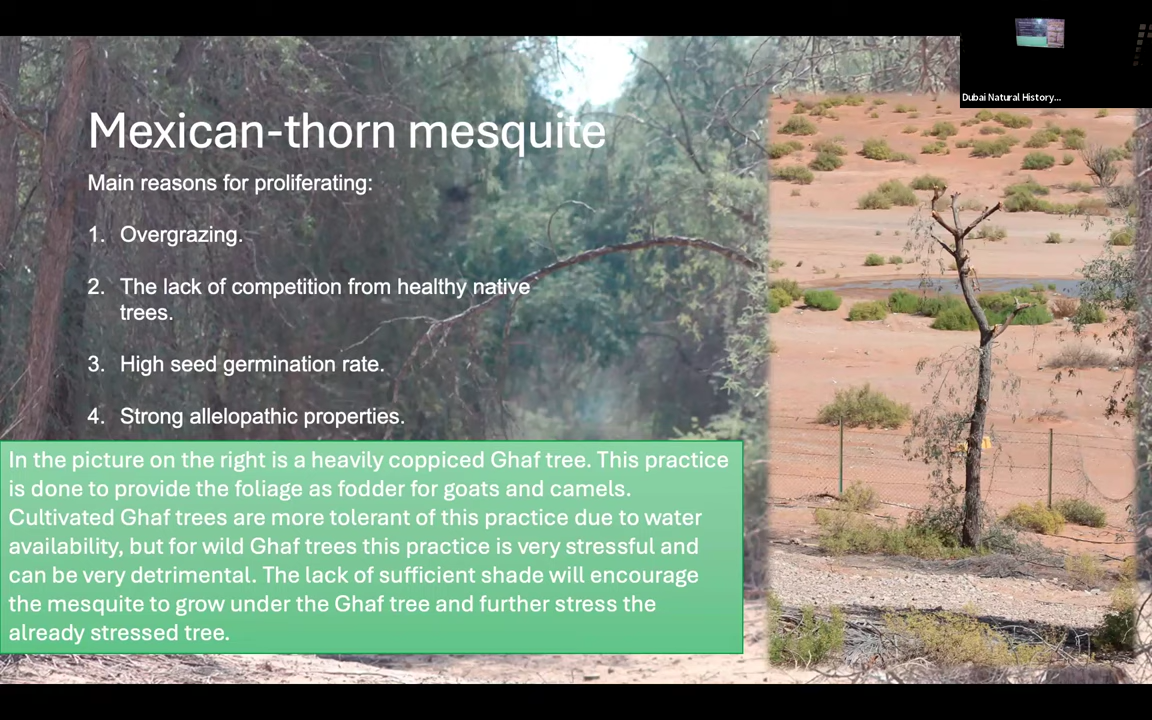 Dubai Natural History...
Mexican-thorn mesquite
Main reasons for proliferating:
1. Overgrazing.
2. The lack of competition from healthy native
trees.
3. High seed germination rate.
4. Strong allelopathic properties.
In the picture on the right is a heavily coppiced Ghaf tree. This practice
is done to provide the foliage as fodder for goats and camels.
Cultivated Ghaf trees are more tolerant of this practice due to water
availability, but for wild Ghaf trees this practice is very stressful and
can be very detrimental. The lack of sufficient shade will encourage
the mesquite to grow under the Ghaf tree and further stress the
already stressed tree.